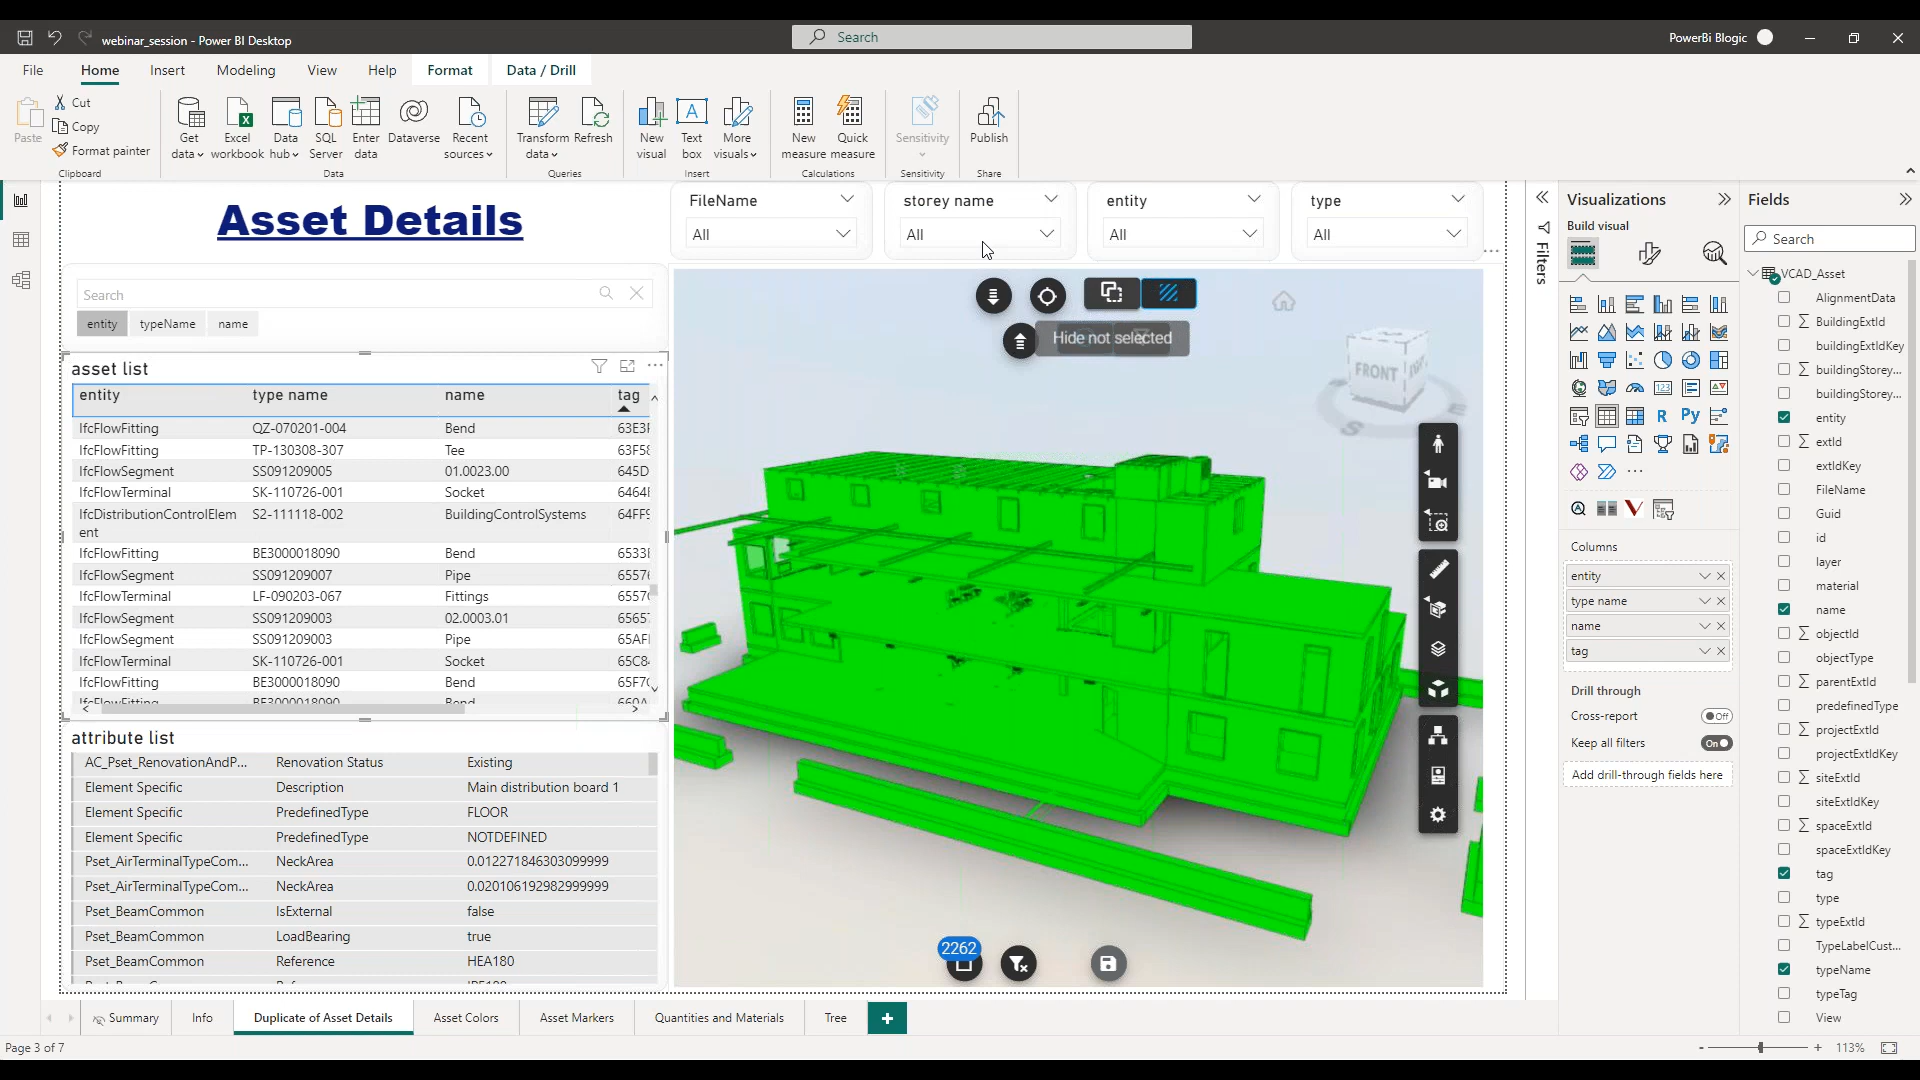 webinar_session - Power BI Desktop
Search
PowerBi Blogic
File Home Insert Modeling View Help Format Data / Drill
Paste
Cut
Copy
Format painter
Clipboard
Get data
Excel workbook
Data hub
SQL Server
Enter data
Dataverse
Recent sources
Data
Transform data
Refresh
Queries
New visual
Text box
More visuals
Insert
New measure
Quick measure
Calculations
Sensitivity
Sensitivity
Publish
Share
Asset Details
FileName
All
storey name
All
entity
All
type
All
Search
entity typeName name
asset list
entity type name name tag
IfcFlowFitting QZ-070201-004 Bend
IfcFlowFitting TP-130308-307 Tee
IfcFlowSegment SS091209005 01.0023.00 645D
IfcFlowTerminal SK-110726-001 Socket
IfcDistributionControlElem
ent S2-111118-002 BuildingControlSystems
IfcFlowFitting BE3000018090 Bend
IfcFlowSegment SS091209007 Pipe
IfcFlowTerminal LF-090203-067 Fittings
IfcFlowSegment SS091209003 02.0003.01
IfcFlowSegment SS091209003 Pipe
IfcFlowTerminal SK-110726-001 Socket
IfcFlowFitting BE3000018090 Bend
attribute list
AC_Pset_RenovationAndP... Renovation Status Existing
Element Specific Description Main distribution board 1
Element Specific PredefinedType FLOOR
Element Specific PredefinedType NOTDEFINED
Pset_AirTerminalTypeCom... NeckArea 0.012271846303099999
Pset_AirTerminalTypeCom... NeckArea 0.020106192982999999
Pset_BeamCommon IsExternal false
Pset_BeamCommon LoadBearing true
Pset_BeamCommon Reference HEA180
Hide not selected
FRONT
S
E
2262
Filters
Visualizations
Build visual
R Py
123
Columns
entity
type name
name
tag
Drill through
Cross-report Off
Keep all filters On
Add drill-through fields here
Fields
Search
VCAD_Asset
AlignmentData
BuildingExtId
buildingExtIdKey
buildingStorey...
buildingStorey...
entity
extId
extIdKey
FileName
Guid
id
layer
material
name
objectId
objectType
parentExtId
predefinedType
projectExtId
projectExtIdKey
siteExtId
siteExtIdKey
spaceExtId
spaceExtIdKey
tag
type
typeExtId
TypeLabelCust...
typeName
typeTag
View
Summary Info Duplicate of Asset Details Asset Colors Asset Markers Quantities and Materials Tree +
Page 3 of 7
- + 113%